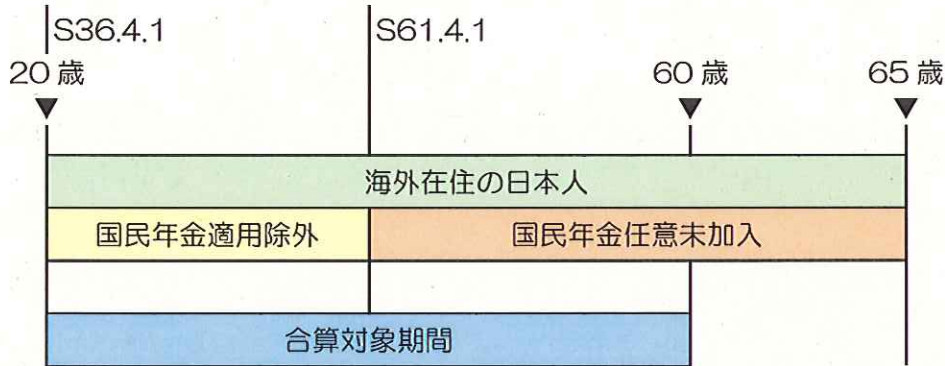 S36.4.1 S61.4.1
20歳 60歳 65歳
海外在住の日本人
国民年金適用除外 国民年金任意未加入
合算対象期間